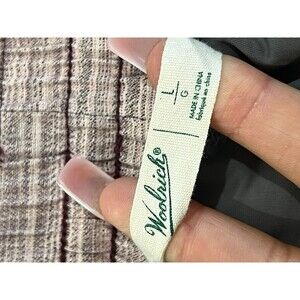 Woolrich®
L
G
MADE IN CHINA
fabriqué en chine